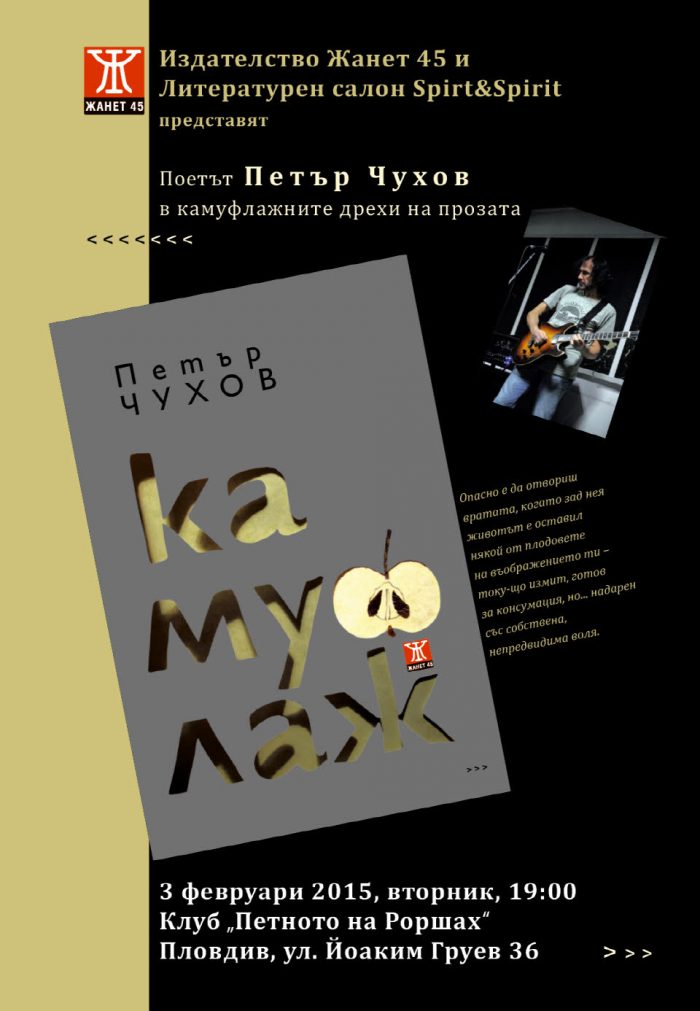 Издателство Жанет 45 и
Литературен салон Spirt&Spirit
представят
ЖАНЕТ 45
Поетът Петър Чухов
в камуфлажните дрехи на прозата
<<<<<<<
Петър
ЧУХОВ
ка
му
лаж
ЖАНЕТ 45
>>>
Опасно е да отвориш
вратата, когато зад нея
животът е оставил
някой от плодовете
на въображението ти –
току-що измит, готов
за консумация, но... надарен
със собствена,
непредвидима воля.
3 февруари 2015, вторник, 19:00
Клуб „Петното на Роршах“
Пловдив, ул. Йоаким Груев 36
>>>